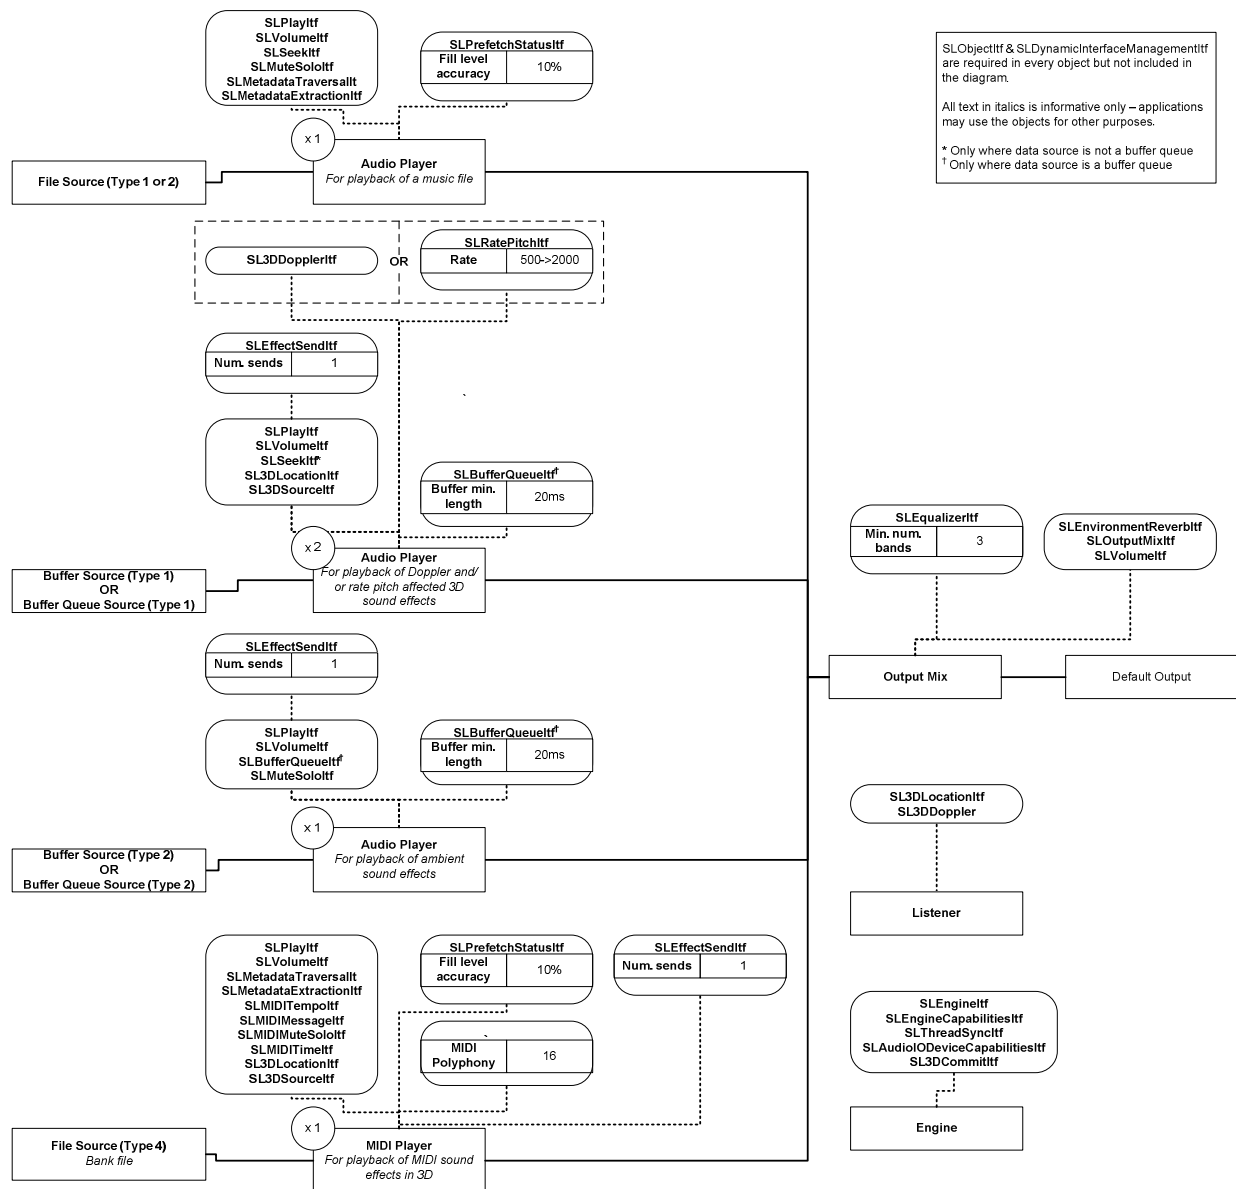 SLPlayItf
SLVolumeItf
SLSeekItf
SLMuteSoloItf
SLMetadataTraversalIt
SLMetadataExtractionItf
SLPrefetchStatusItf
Fill level
accuracy
10%
SLObjectItf & SLDynamicInterfaceManagementItf
are required in every object but not included in
the diagram.
All text in italics is informative only – applications
may use the objects for other purposes.
* Only where data source is not a buffer queue
† Only where data source is a buffer queue
x 1
Audio Player
For playback of a music file
File Source (Type 1 or 2)
SL3DDopplerItf
OR
SLRatePitchItf
Rate
500->2000
SLEffectSendItf
Num. sends
1
SLPlayItf
SLVolumeItf
SLSeekItf*
SL3DLocationItf
SL3DSourceItf
SLBufferQueueItf†
Buffer min.
length
20ms
x 2
Audio Player
For playback of Doppler and/
or rate pitch affected 3D
sound effects
Buffer Source (Type 1)
OR
Buffer Queue Source (Type 1)
SLEqualizerItf
Min. num.
bands
3
SLEnvironmentReverbItf
SLOutputMixItf
SLVolumeItf
Output Mix
Default Output
SLEffectSendItf
Num. sends
1
SLPlayItf
SLVolumeItf
SLBufferQueueItf†
SLMuteSoloItf
SLBufferQueueItf†
Buffer min.
length
20ms
x 1
Audio Player
For playback of ambient
sound effects
Buffer Source (Type 2)
OR
Buffer Queue Source (Type 2)
SL3DLocationItf
SL3DDoppler
Listener
SLPlayItf
SLVolumeItf
SLMetadataTraversalIt
SLMetadataExtractionItf
SLMIDITempoItf
SLMIDIMessageItf
SLMIDIMuteSoloItf
SLMIDITimeItf
SL3DLocationItf
SL3DSourceItf
SLPrefetchStatusItf
Fill level
accuracy
10%
SLEffectSendItf
Num. sends
1
MIDI
Polyphony
16
SLEngineItf
SLEngineCapabilitiesItf
SLThreadSyncItf
SLAudioIODeviceCapabilitiesItf
SL3DCommitItf
Engine
x 1
MIDI Player
For playback of MIDI sound
effects in 3D
File Source (Type 4)
Bank file